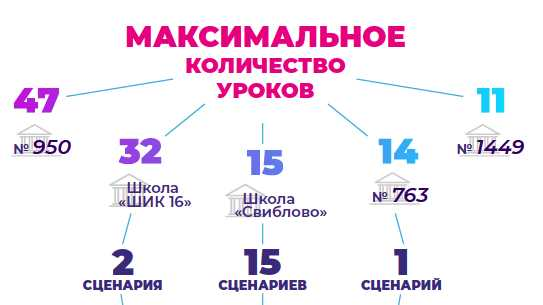 МАКСИМАЛЬНОЕ
КОЛИЧЕСТВО
УРОКОВ
47
№ 950
32
Школа
«ШИК 16»
15
Школа
«Свиблово»
14
№ 763
11
№ 1449
2
СЦЕНАРИЯ
15
СЦЕНАРИЕВ
1
СЦЕНАРИЙ